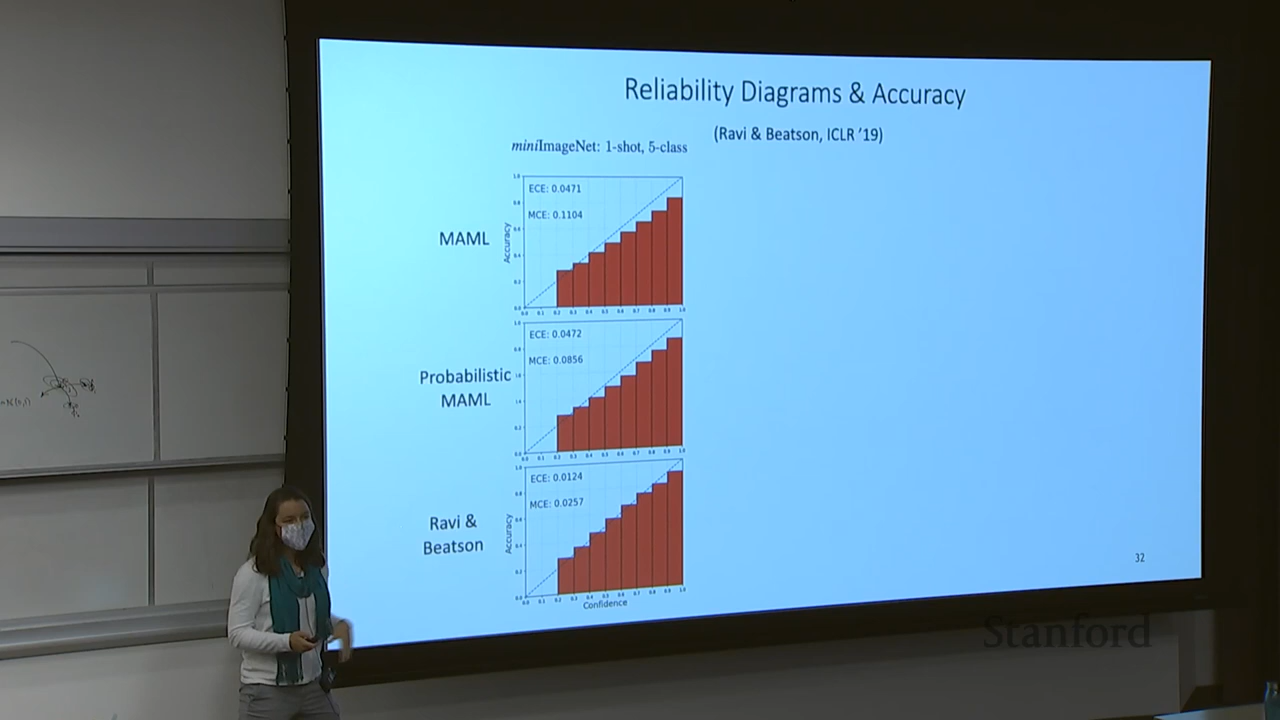 Reliability Diagrams & Accuracy
(Ravi & Beatson, ICLR '19)
miniImageNet: 1-shot, 5-class
MAML
ECE: 0.0471
MCE: 0.1104
Accuracy
Probabilistic
MAML
ECE: 0.0472
MCE: 0.0856
Ravi &
Beatson
ECE: 0.0124
MCE: 0.0257
Accuracy
Confidence
32
Stanford